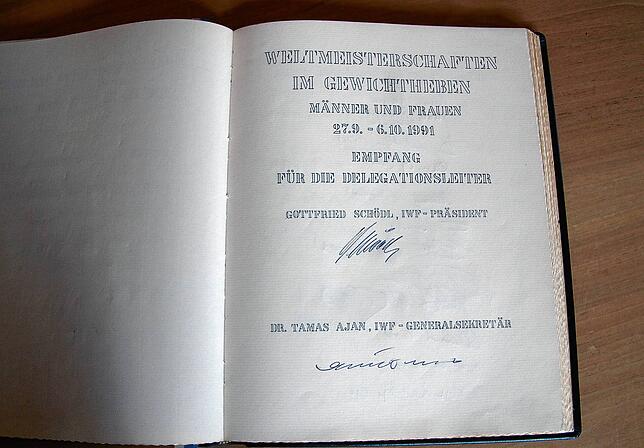 WELTMEISTERSCHAFTEN
IM GEWICHTHEBEN
MÄNNER UND FRAUEN
27.9. - 6.10.1991
EMPFANG
FÜR DIE DELEGATIONSLEITER
GOTTFRIED SCHÖDL, IWF-PRÄSIDENT
DR. TAMAS AJAN, IWF-GENERALSEKRETÄR